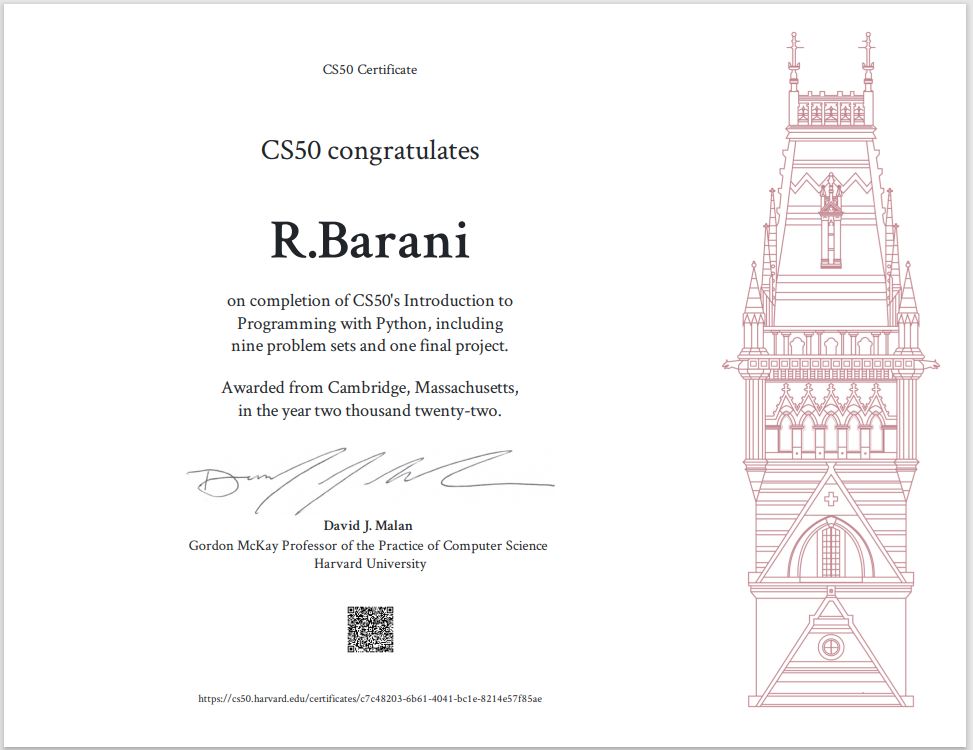 CS50 Certificate
CS50 congratulates
R.Barani
on completion of CS50's Introduction to
Programming with Python, including
nine problem sets and one final project.
Awarded from Cambridge, Massachusetts,
in the year two thousand twenty-two.
David J. Malan
Gordon McKay Professor of the Practice of Computer Science
Harvard University
https://cs50.harvard.edu/certificates/c7c48203-6b61-4041-bc1e-8214e57f85ae